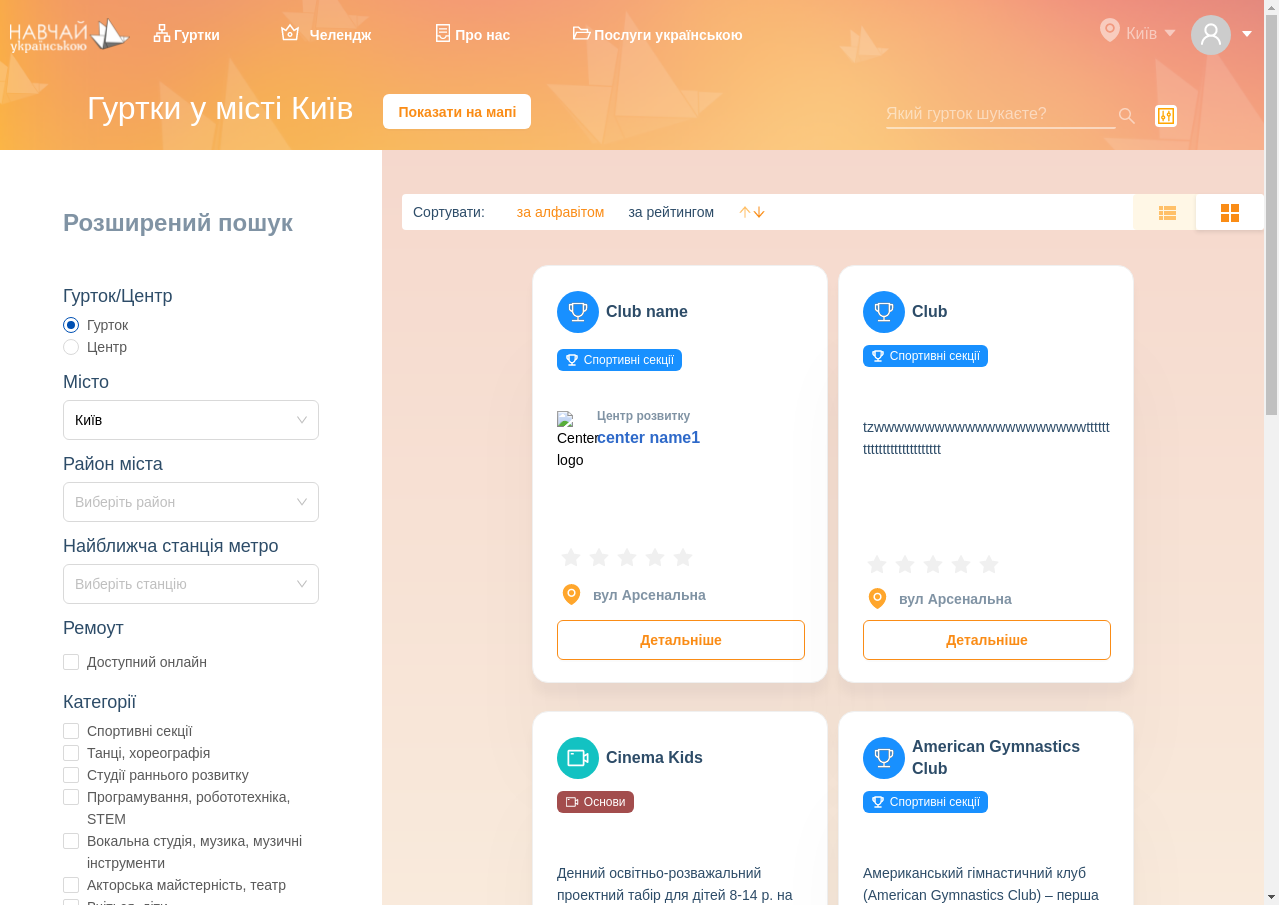 НАВЧАЙ
українською
Гуртки
Челендж
Про нас
Послуги українською
Київ
Гуртки у місті Київ
Показати на мапі
Який гурток шукаєте?
Розширений пошук
Гурток/Центр
Гурток
Центр
Місто
Київ
Район міста
Виберіть район
Найближча станція метро
Виберіть станцію
Ремоут
Доступний онлайн
Категорії
Спортивні секції
Танці, хореографія
Студії раннього розвитку
Програмування, робототехніка,
STEM
Вокальна студія, музика, музичні
інструменти
Акторська майстерність, театр
Сортувати:
за алфавітом
за рейтингом
Club name
Спортивні секції
Центр розвитку
Center
logo
center name1
вул Арсенальна
Детальніше
Club
Спортивні секції
tzwwwwwwwwwwwwwwwwwwwwwtttttt
tttttttttttttttttttt
вул Арсенальна
Детальніше
Cinema Kids
Основи
Денний освітньо-розважальний
проектний табір для дітей 8-14 р. на
American Gymnastics
Club
Спортивні секції
Американський гімнастичний клуб
(American Gymnastics Club) – перша